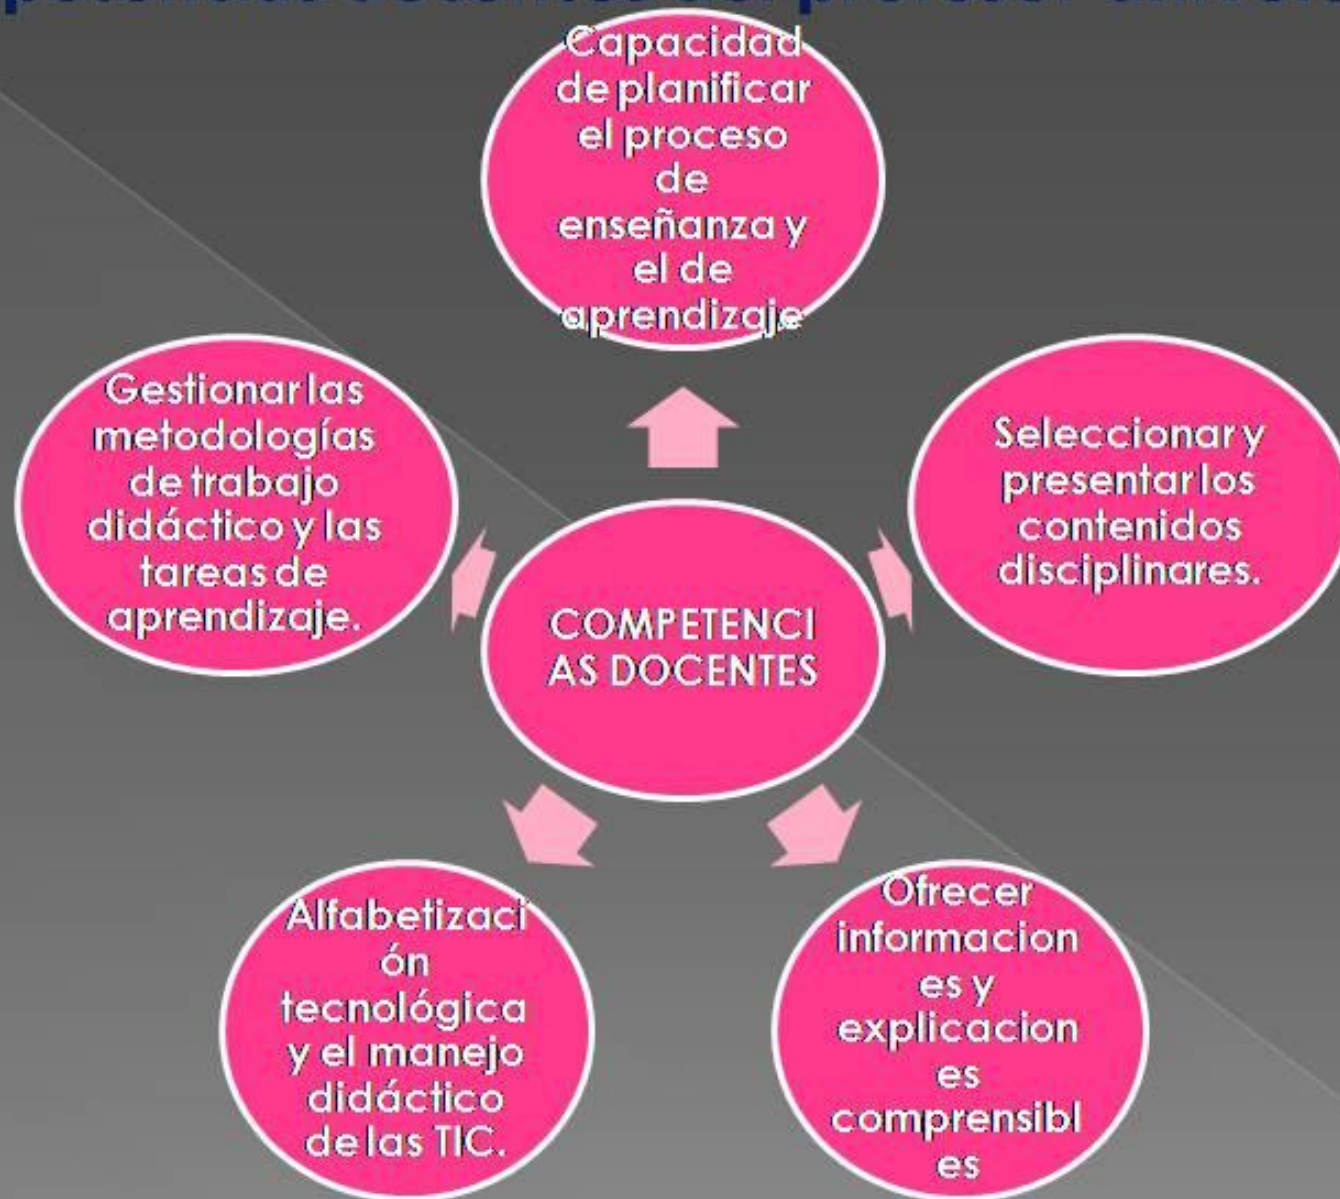 Capacidad
de planificar
el proceso
de
enseñanza y
el de
aprendizaje
Gestionar las
metodologías
de trabajo
didáctico y las
tareas de
aprendizaje.
Seleccionar y
presentar los
contenidos
disciplinares.
COMPETENCI
AS DOCENTES
Alfabetizaci
ón
tecnológica
y el manejo
didáctico
de las TIC.
Ofrecer
informacion
es y
explicacion
es
comprensibl
es